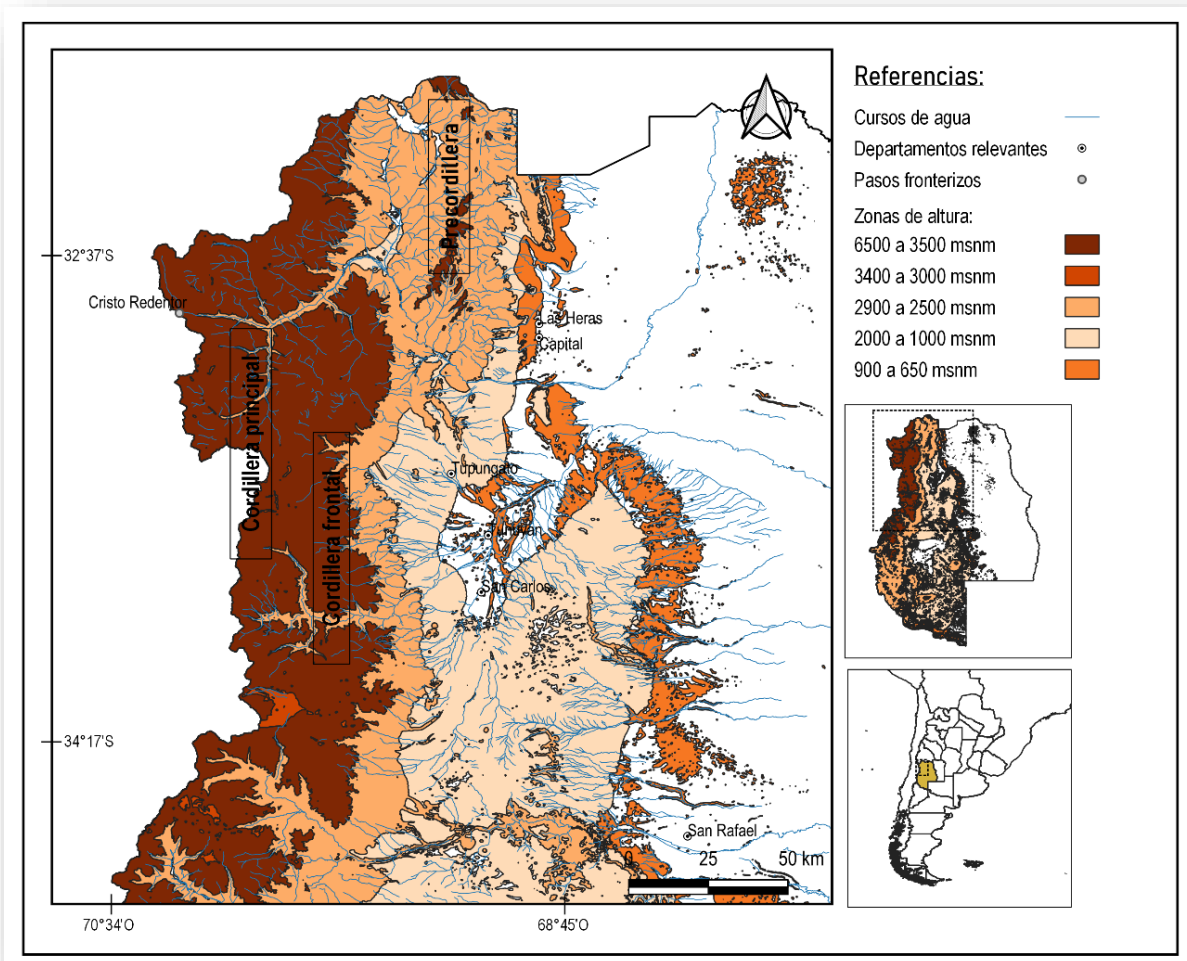 Referencias:
Cursos de agua
Departamentos relevantes
Pasos fronterizos
Zonas de altura:
6500 a 3500 msnm
3400 a 3000 msnm
2900 a 2500 msnm
2000 a 1000 msnm
900 a 650 msnm
Precordillera
32°37'S
Cristo Redentor
Las Heras
Capital
Cordillera principal
Cordillera frontal
Tupungato
Tunuyán
San Carlos
34°17'S
San Rafael
0 25 50 km
70°34'O
68°45'O